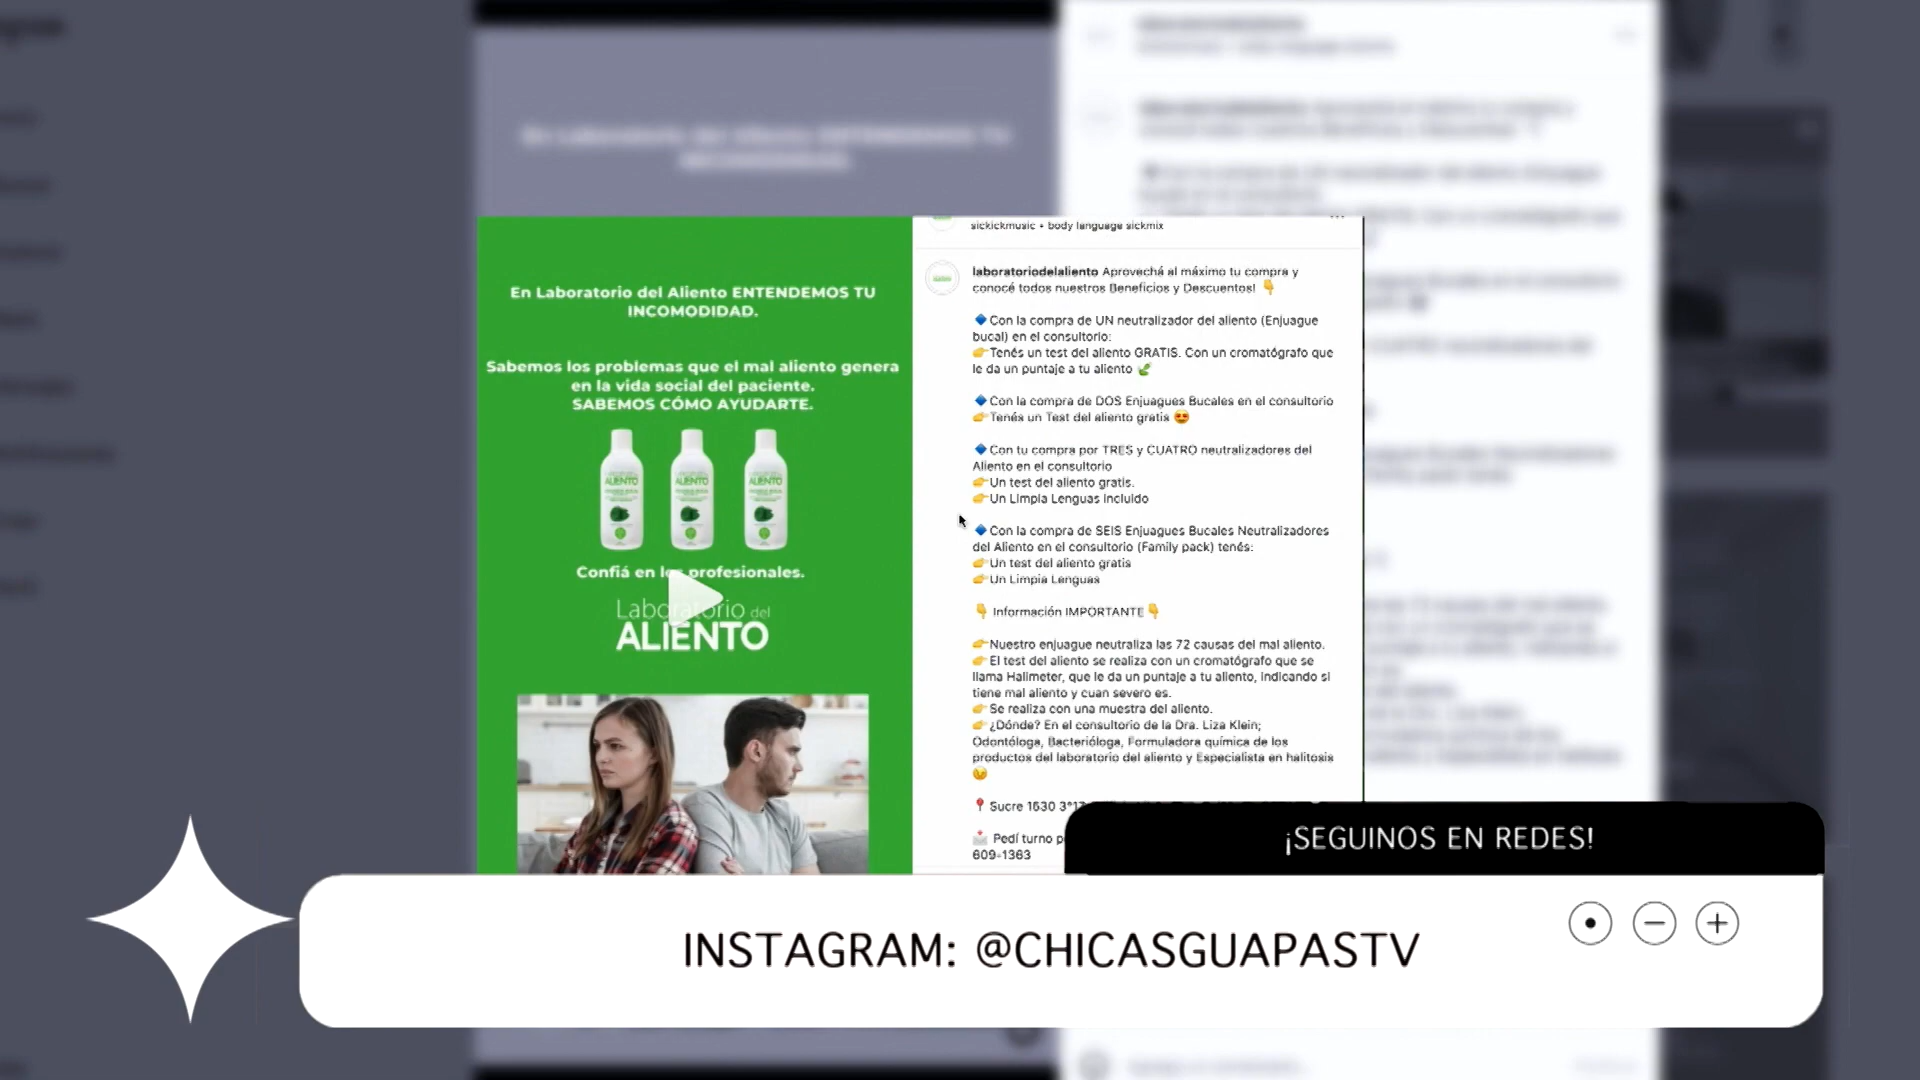 En Laboratorio del Aliento ENTENDEMOS TU
INCOMODIDAD.
Sabemos los problemas que el mal aliento genera
en la vida social del paciente.
SABEMOS CÓMO AYUDARTE.
ALIENTO
ALIENTO
ALIENTO
Confiá en los profesionales.
Laboratorio del
ALIENTO
sickickmusic • body language sickmix
laboratoriodelaliento Aprovechá al máximo tu compra y
conocé todos nuestros Beneficios y Descuentos! 👇
🔷Con la compra de UN neutralizador del aliento (Enjuague
bucal) en el consultorio:
👉Tenés un test del aliento GRATIS. Con un cromatógrafo que
le da un puntaje a tu aliento 🌿
🔷Con la compra de DOS Enjuagues Bucales en el consultorio
👉Tenés un Test del aliento gratis 😍
🔷Con tu compra por TRES y CUATRO neutralizadores del
Aliento en el consultorio
👉Un test del aliento gratis.
👉Un Limpia Lenguas incluido
🔷Con la compra de SEIS Enjuagues Bucales Neutralizadores
del Aliento en el consultorio (Family pack) tenés:
👉Un test del aliento gratis
👉Un Limpia Lenguas
👇 Información IMPORTANTE👇
👉Nuestro enjuague neutraliza las 72 causas del mal aliento.
👉El test del aliento se realiza con un cromatógrafo que se
llama Halimeter, que le da un puntaje a tu aliento, indicando si
tiene mal aliento y cuan severo es.
👉Se realiza con una muestra del aliento.
👉¿Dónde? En el consultorio de la Dra. Liza Klein;
Odontóloga, Bacterióloga, Formuladora química de los
productos del laboratorio del aliento y Especialista en halitosis
😉
📍Sucre 1630 3°17
📩 Pedí turno p
609-1363
¡SEGUINOS EN REDES!
INSTAGRAM: @CHICASGUAPASTV